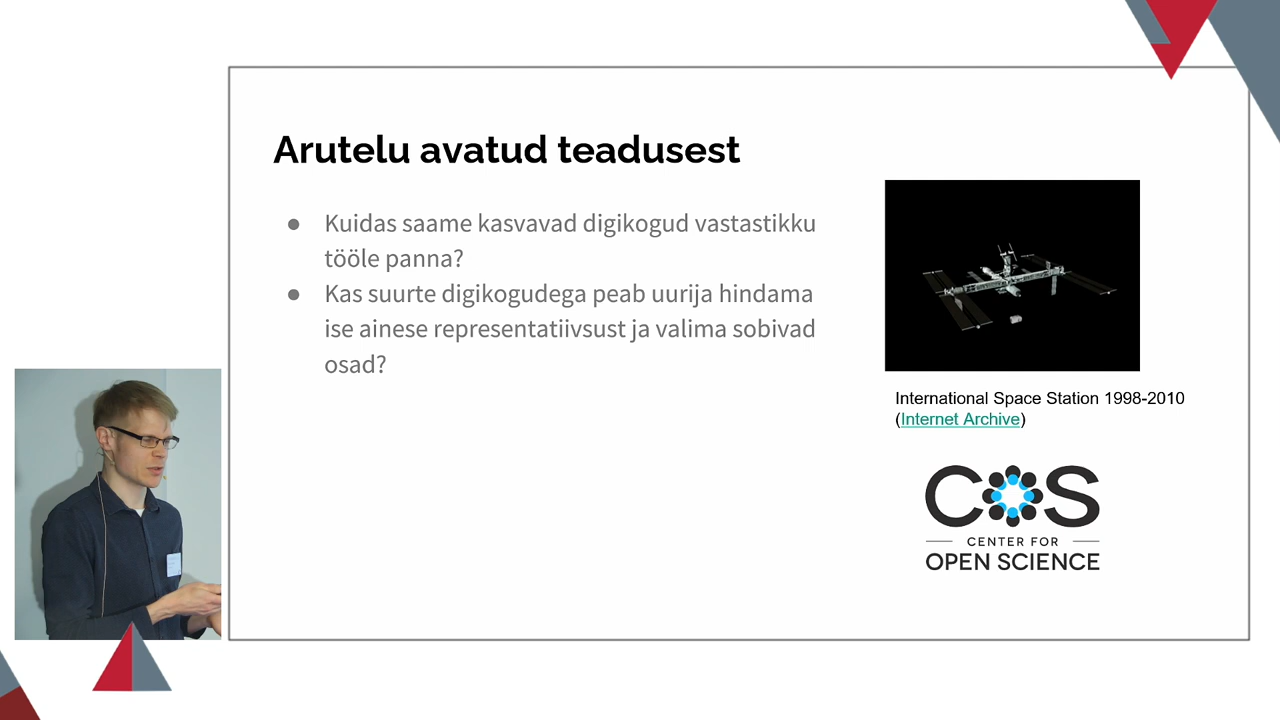 Arutelu avatud teadusest
● Kuidas saame kasvavad digikogud vastastikku
tööle panna?
● Kas suurte digikogudega peab uurija hindama
ise ainese representatiivsust ja valima sobivad
osad?
International Space Station 1998-2010
(Internet Archive)
COS
CENTER FOR
OPEN SCIENCE